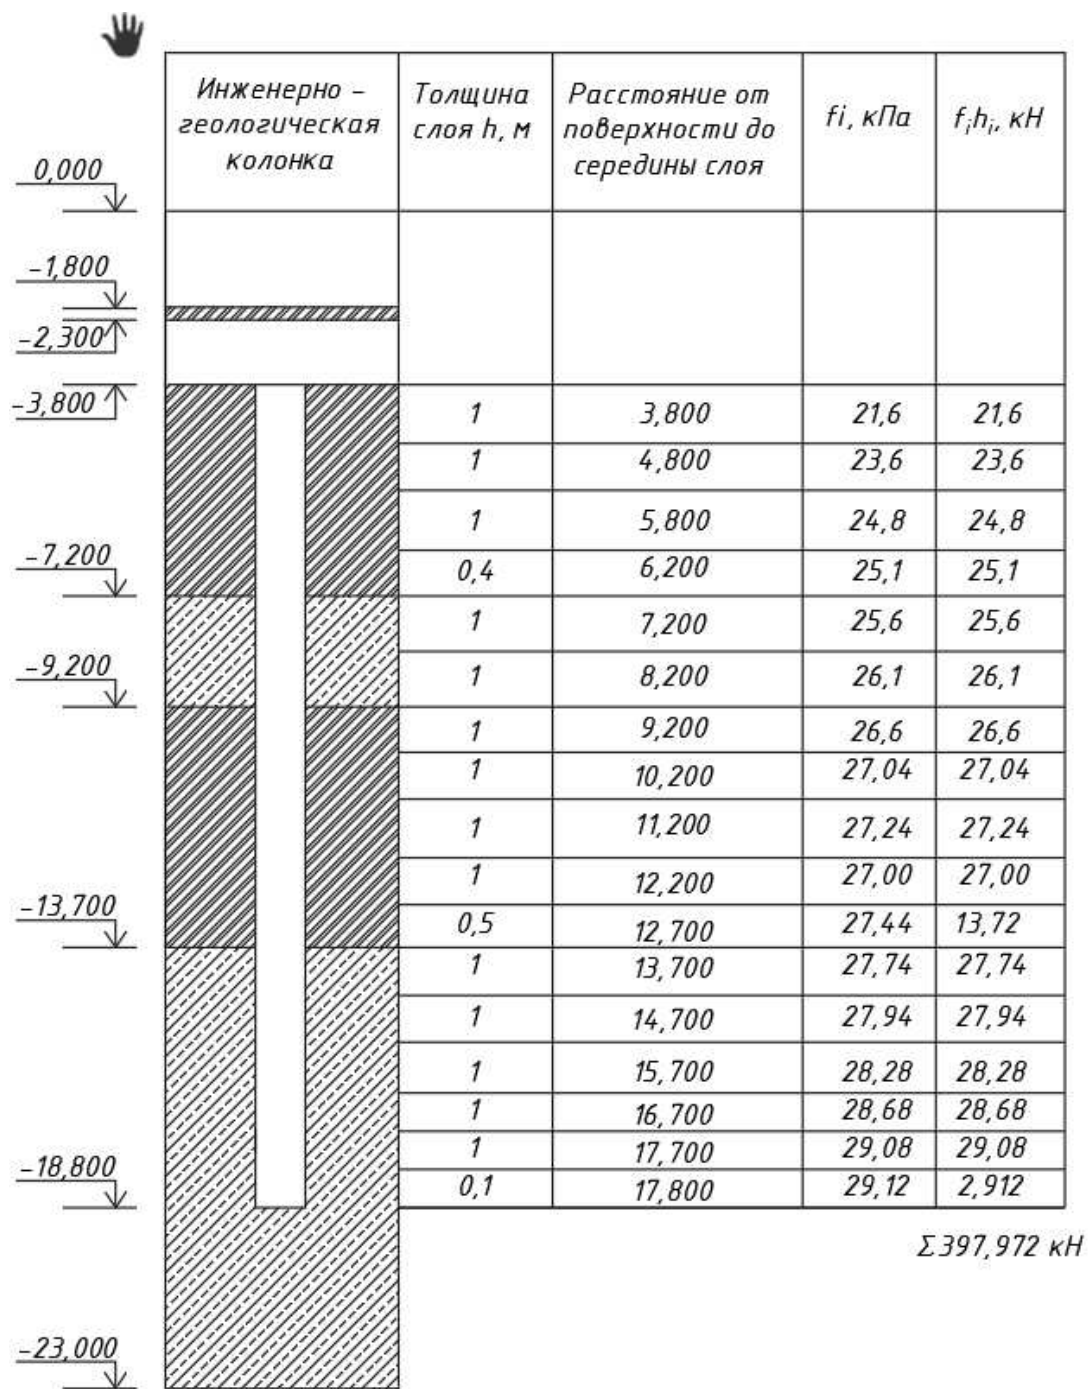 Инженерно –
геологическая
колонка
Толщина
слоя h, м
Расстояние от
поверхности до
середины слоя
fi, кПа
fᵢhᵢ, кН
0,000
-1,800
-2,300
-3,800
1 3,800 21,6 21,6
1 4,800 23,6 23,6
1 5,800 24,8 24,8
-7,200
0,4 6,200 25,1 25,1
1 7,200 25,6 25,6
-9,200
1 8,200 26,1 26,1
1 9,200 26,6 26,6
1 10,200 27,04 27,04
1 11,200 27,24 27,24
1 12,200 27,00 27,00
-13,700
0,5 12,700 27,44 13,72
1 13,700 27,74 27,74
1 14,700 27,94 27,94
1 15,700 28,28 28,28
1 16,700 28,68 28,68
1 17,700 29,08 29,08
-18,800
0,1 17,800 29,12 2,912
Σ397,972 кН
-23,000